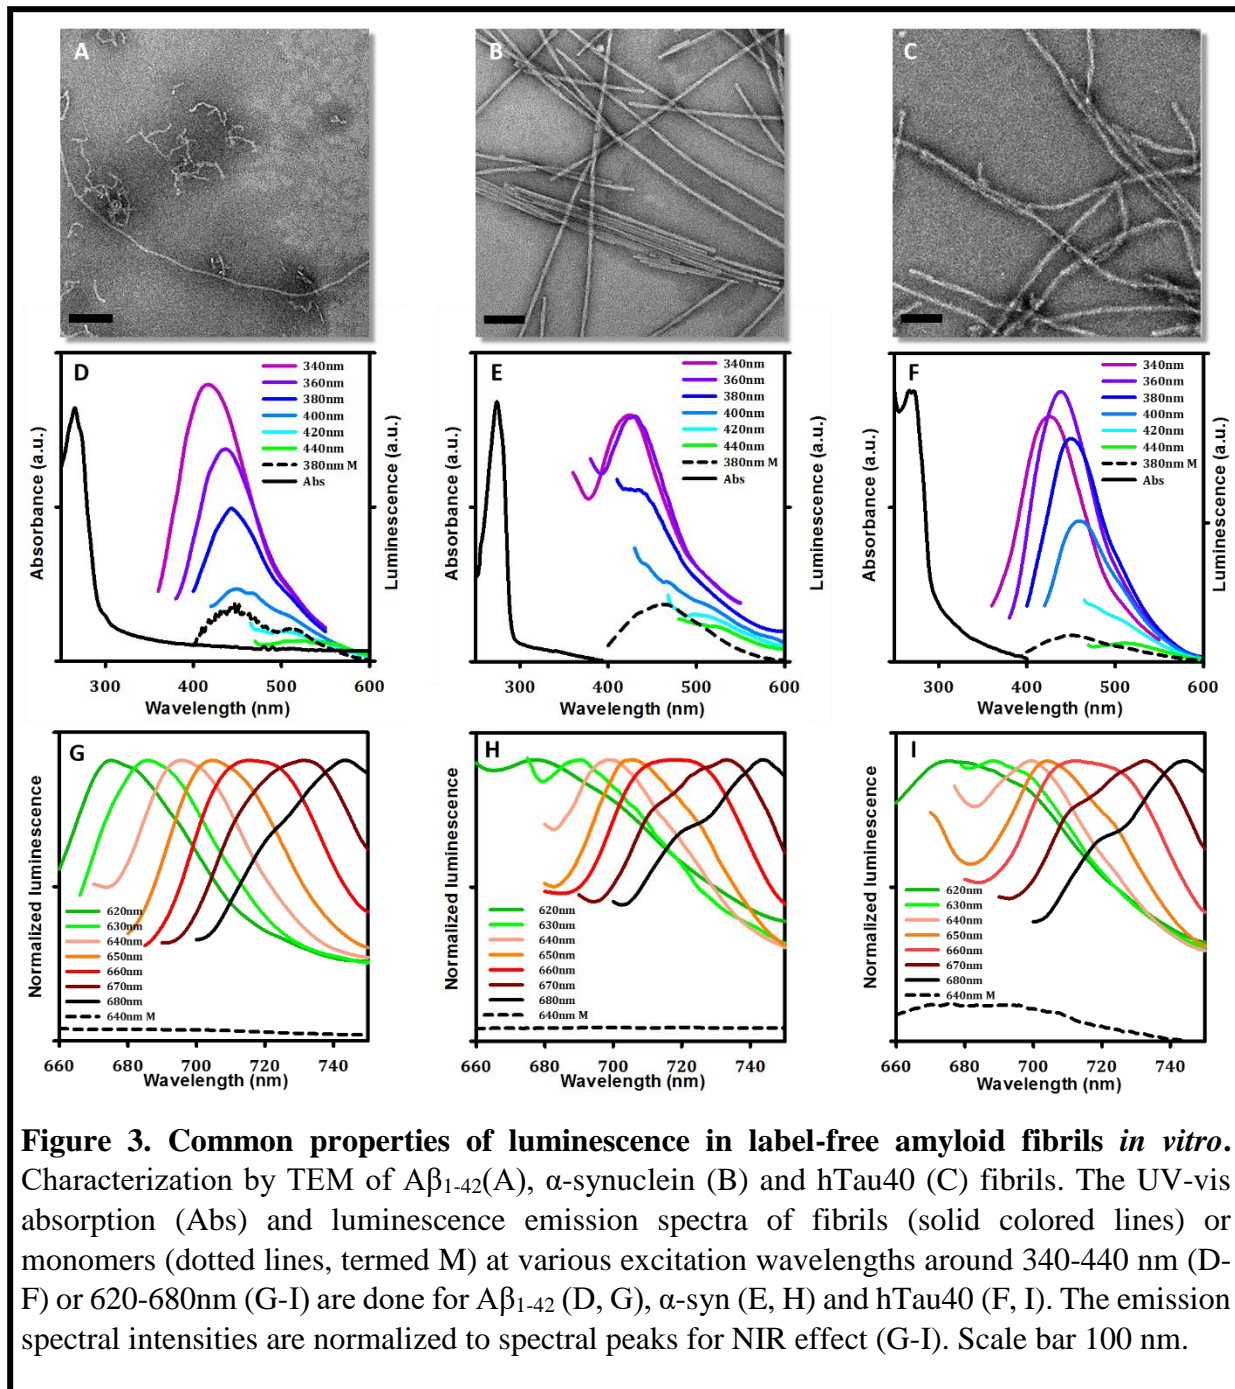 A
B
C
D
340nm
360nm
380nm
400nm
420nm
440nm
380nm M
Abs
Absorbance (a.u.)
Luminescence (a.u.)
300 400 500 600
Wavelength (nm)
E
340nm
360nm
380nm
400nm
420nm
440nm
380nm M
Abs
Absorbance (a.u.)
Luminescence (a.u.)
300 400 500 600
Wavelength (nm)
F
340nm
360nm
380nm
400nm
420nm
440nm
380nm M
Abs
Absorbance (a.u.)
Luminescence (a.u.)
300 400 500 600
Wavelength (nm)
G
Normalized luminescence
620nm
630nm
640nm
650nm
660nm
670nm
680nm
640nm M
660 680 700 720 740
Wavelength (nm)
H
Normalized luminescence
620nm
630nm
640nm
650nm
660nm
670nm
680nm
640nm M
660 680 700 720 740
Wavelength (nm)
I
Normalized luminescence
620nm
630nm
640nm
650nm
660nm
670nm
680nm
640nm M
660 680 700 720 740
Wavelength (nm)
Figure 3. Common properties of luminescence in label-free amyloid fibrils in vitro.
Characterization by TEM of Aβ1-42(A), α-synuclein (B) and hTau40 (C) fibrils. The UV-vis
absorption (Abs) and luminescence emission spectra of fibrils (solid colored lines) or
monomers (dotted lines, termed M) at various excitation wavelengths around 340-440 nm (D-
F) or 620-680nm (G-I) are done for Aβ1-42 (D, G), α-syn (E, H) and hTau40 (F, I). The emission
spectral intensities are normalized to spectral peaks for NIR effect (G-I). Scale bar 100 nm.